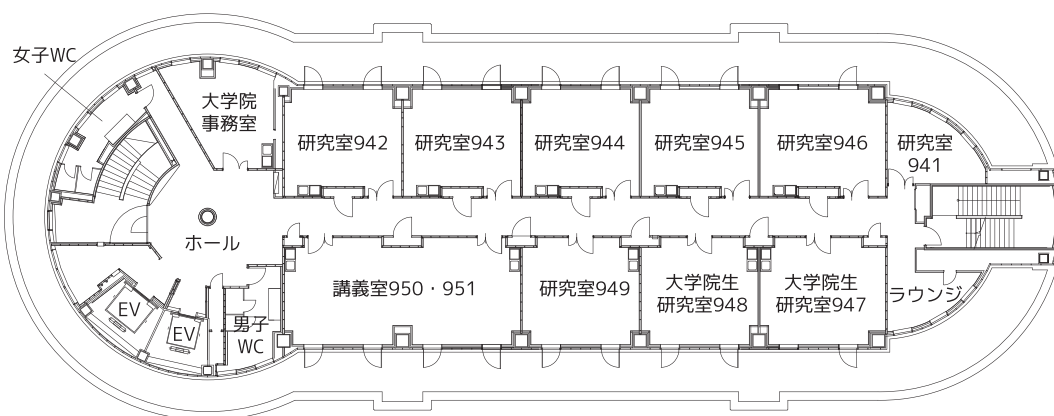 女子WC
大学院
事務室
研究室942
研究室943
研究室944
研究室945
研究室946
研究室
941
ホール
講義室950・951
研究室949
大学院生
研究室948
大学院生
研究室947
ラウンジ
EV
EV
男子
WC